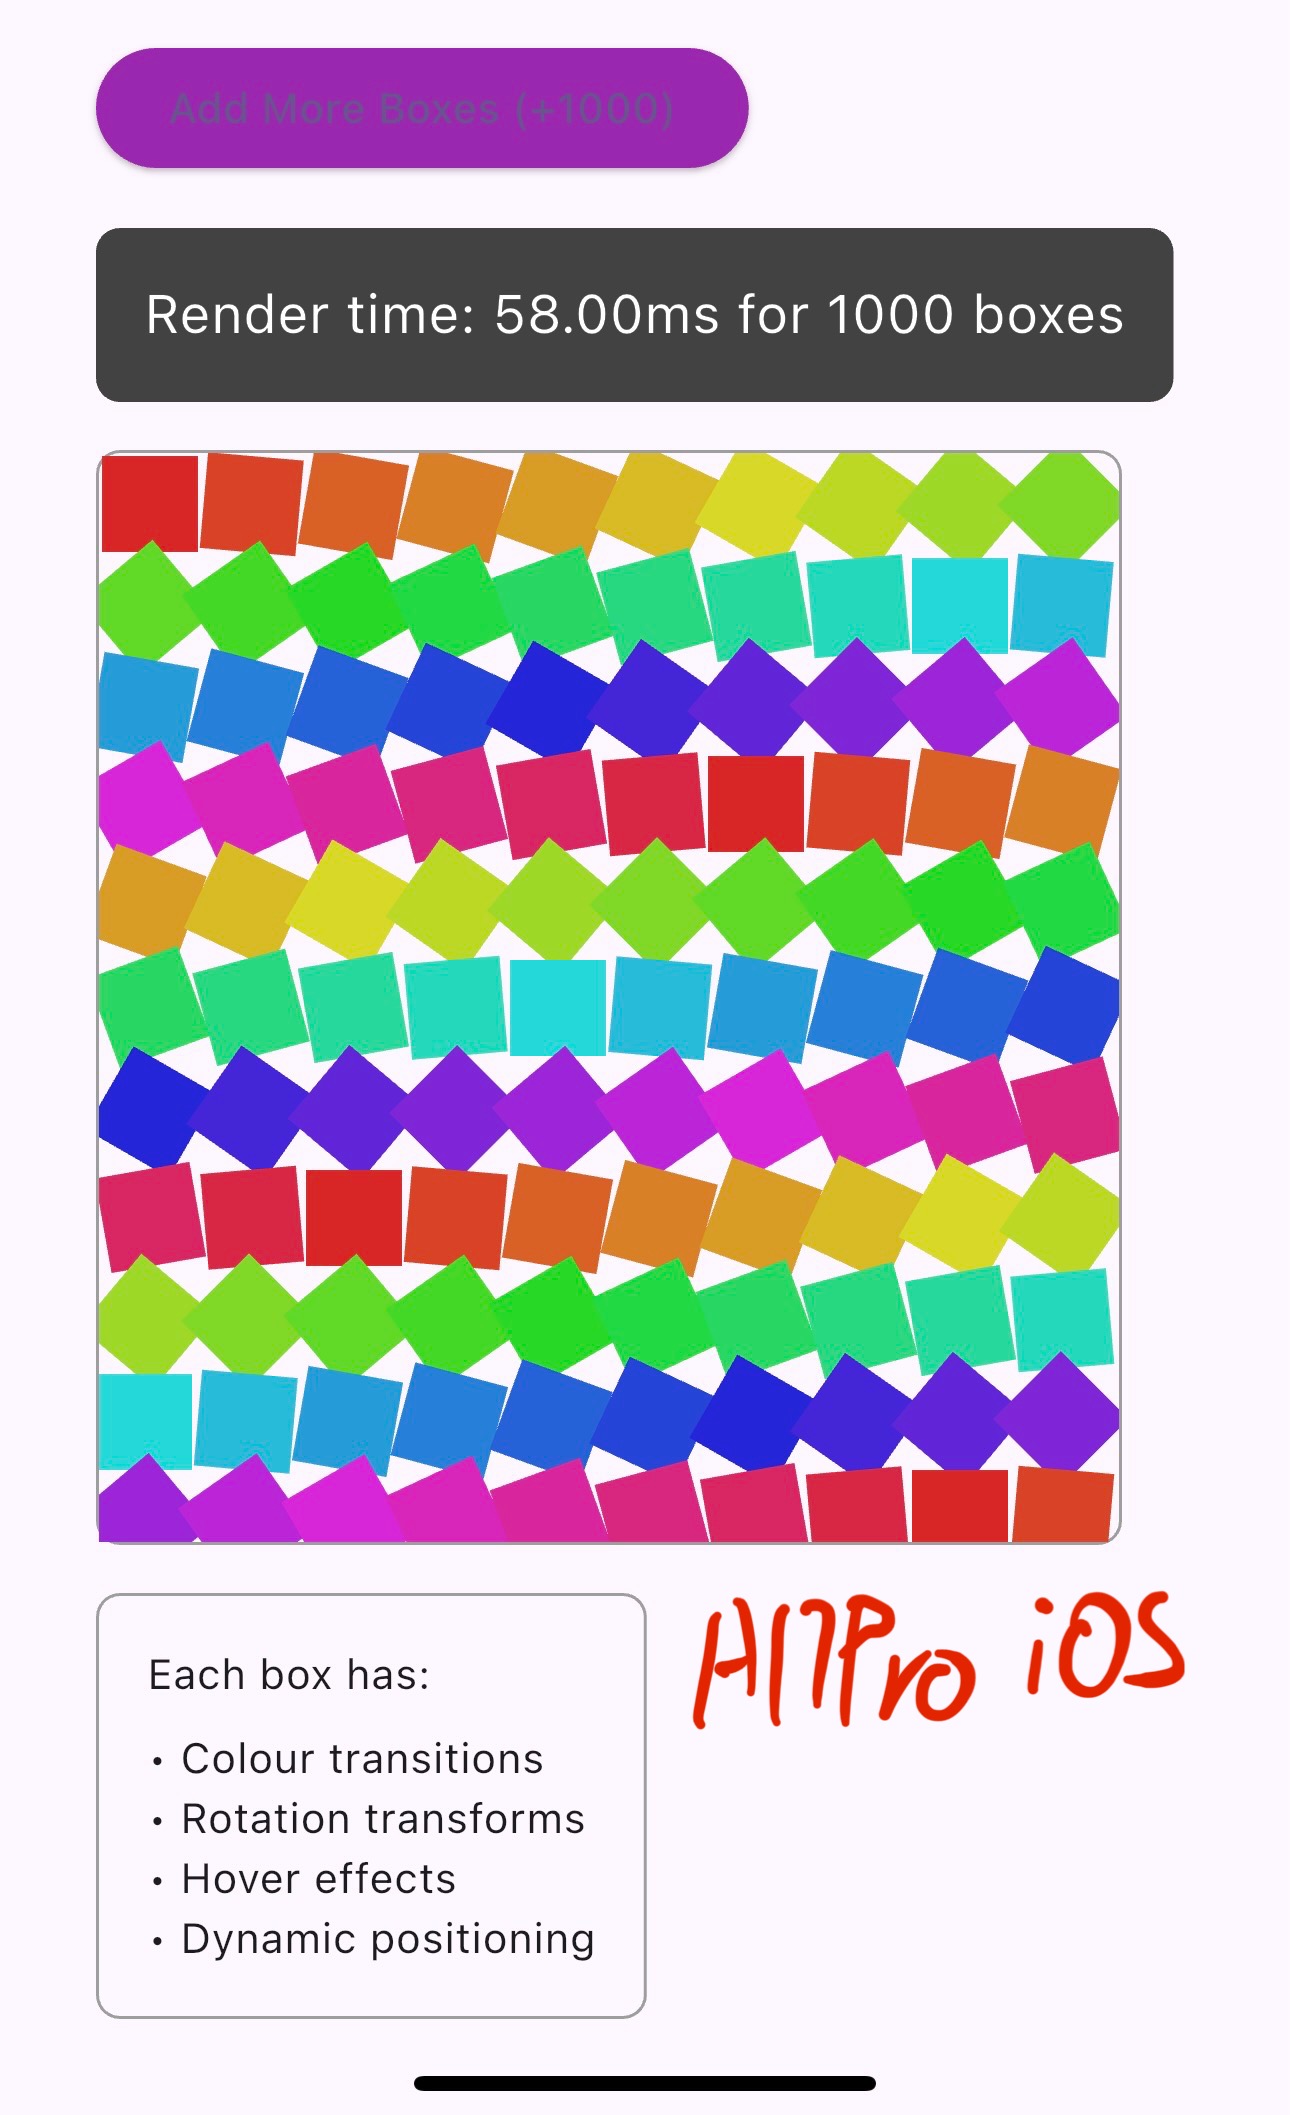 Add More Boxes (+1000)
Render time: 58.00ms for 1000 boxes
Each box has:
• Colour transitions
• Rotation transforms
• Hover effects
• Dynamic positioning
A17Pro iOS